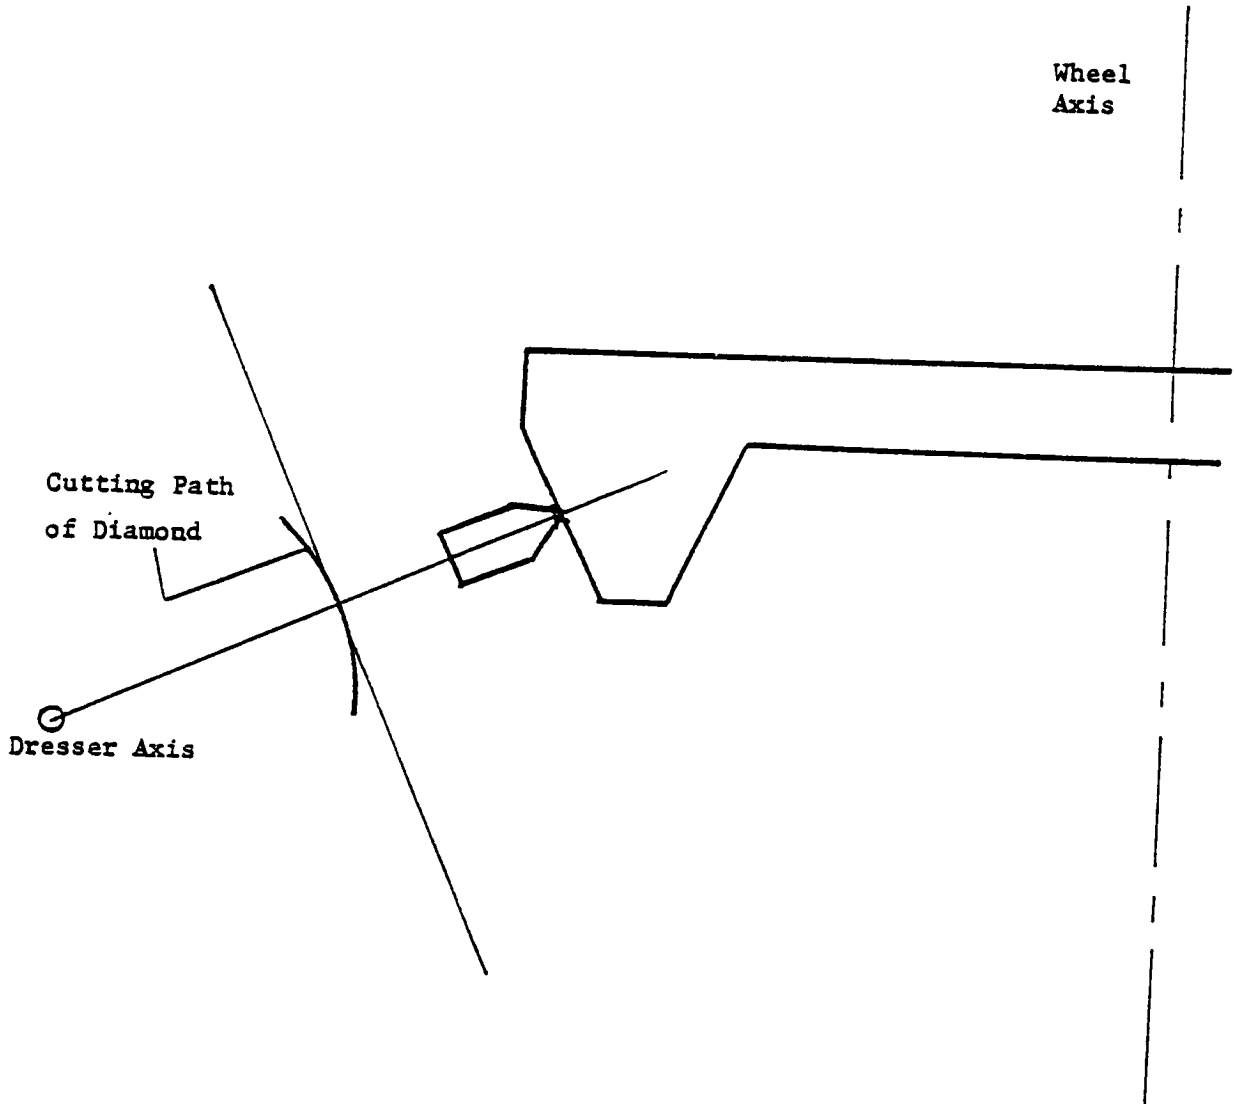 Wheel
Axis
Cutting Path
of Diamond
Dresser Axis